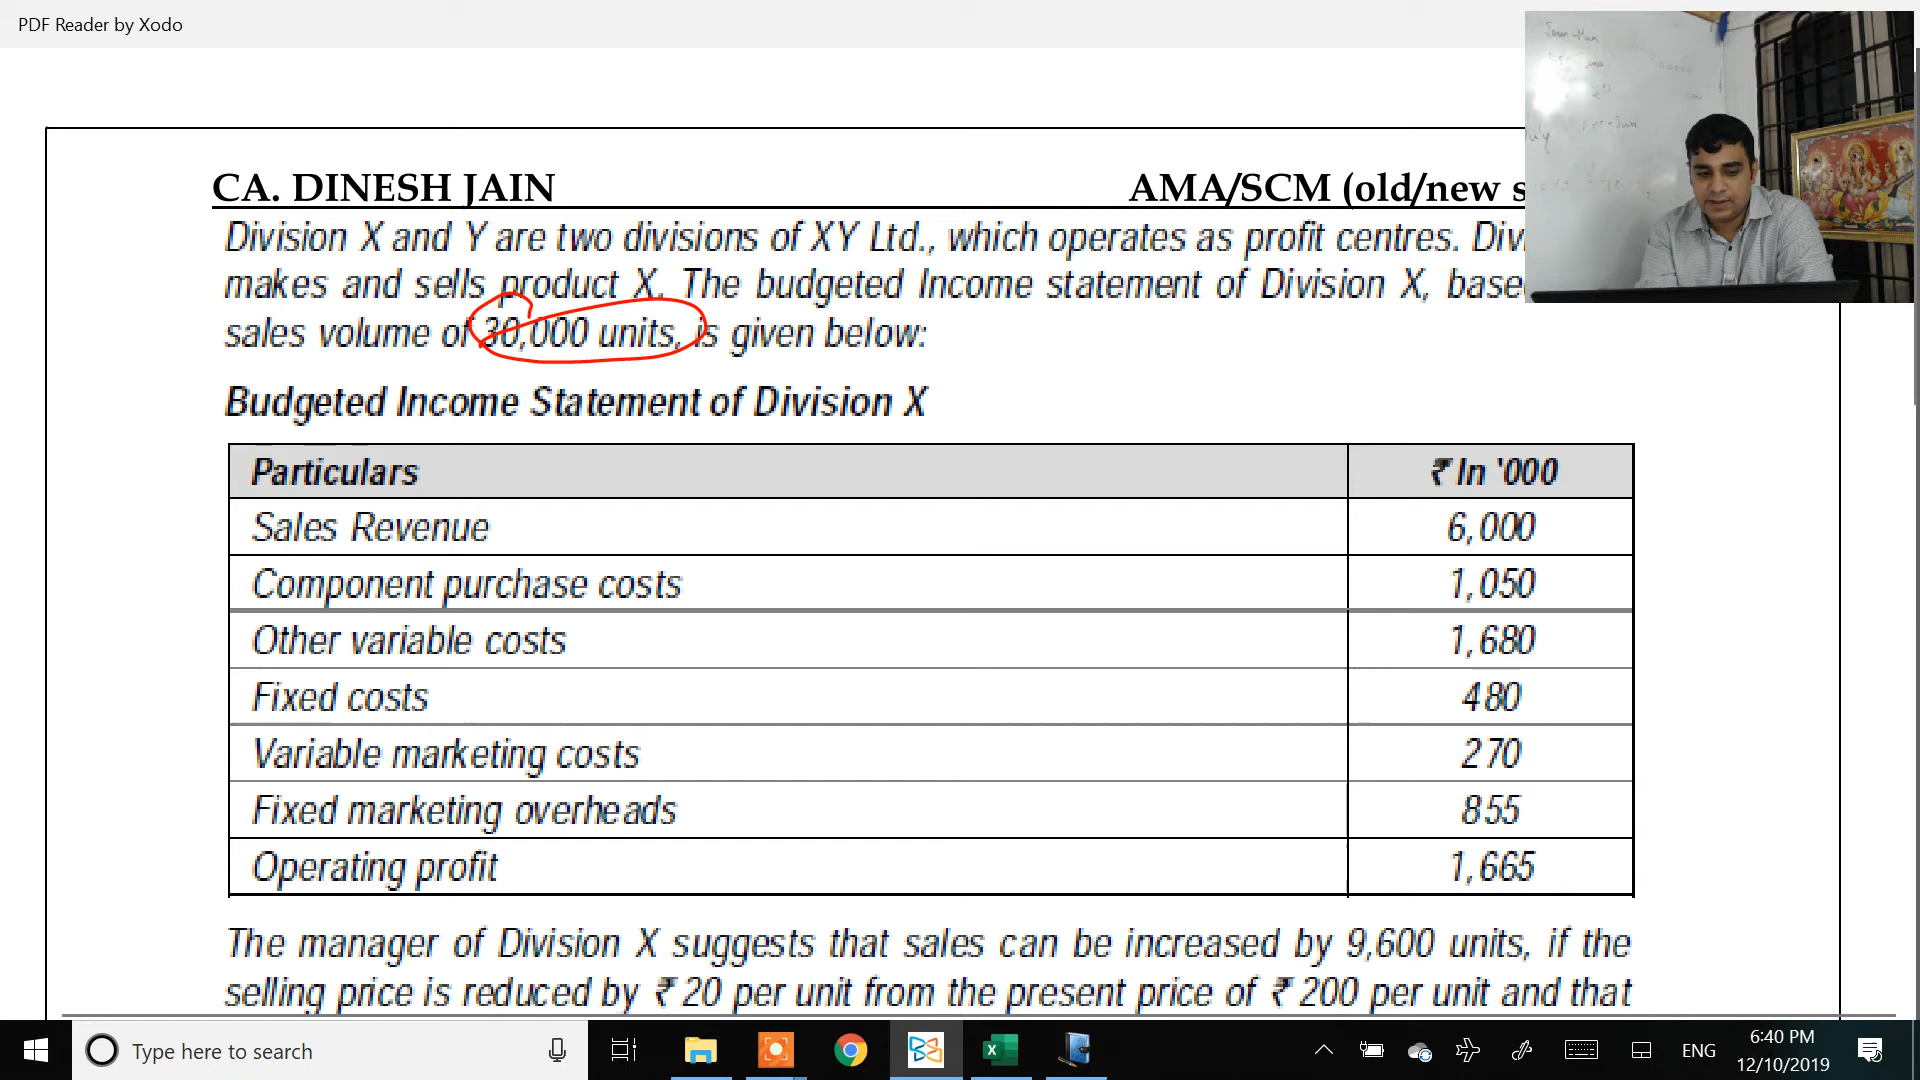 PDF Reader by Xodo
CA. DINESH JAIN AMA/SCM (old/new s
Division X and Y are two divisions of XY Ltd., which operates as profit centres. Div
makes and sells product X. The budgeted Income statement of Division X, base
sales volume of 30,000 units, is given below:
Budgeted Income Statement of Division X
Particulars ₹ In '000
Sales Revenue 6,000
Component purchase costs 1,050
Other variable costs 1,680
Fixed costs 480
Variable marketing costs 270
Fixed marketing overheads 855
Operating profit 1,665
The manager of Division X suggests that sales can be increased by 9,600 units, if the
selling price is reduced by ₹ 20 per unit from the present price of ₹ 200 per unit and that
Type here to search
ENG
6:40 PM
12/10/2019